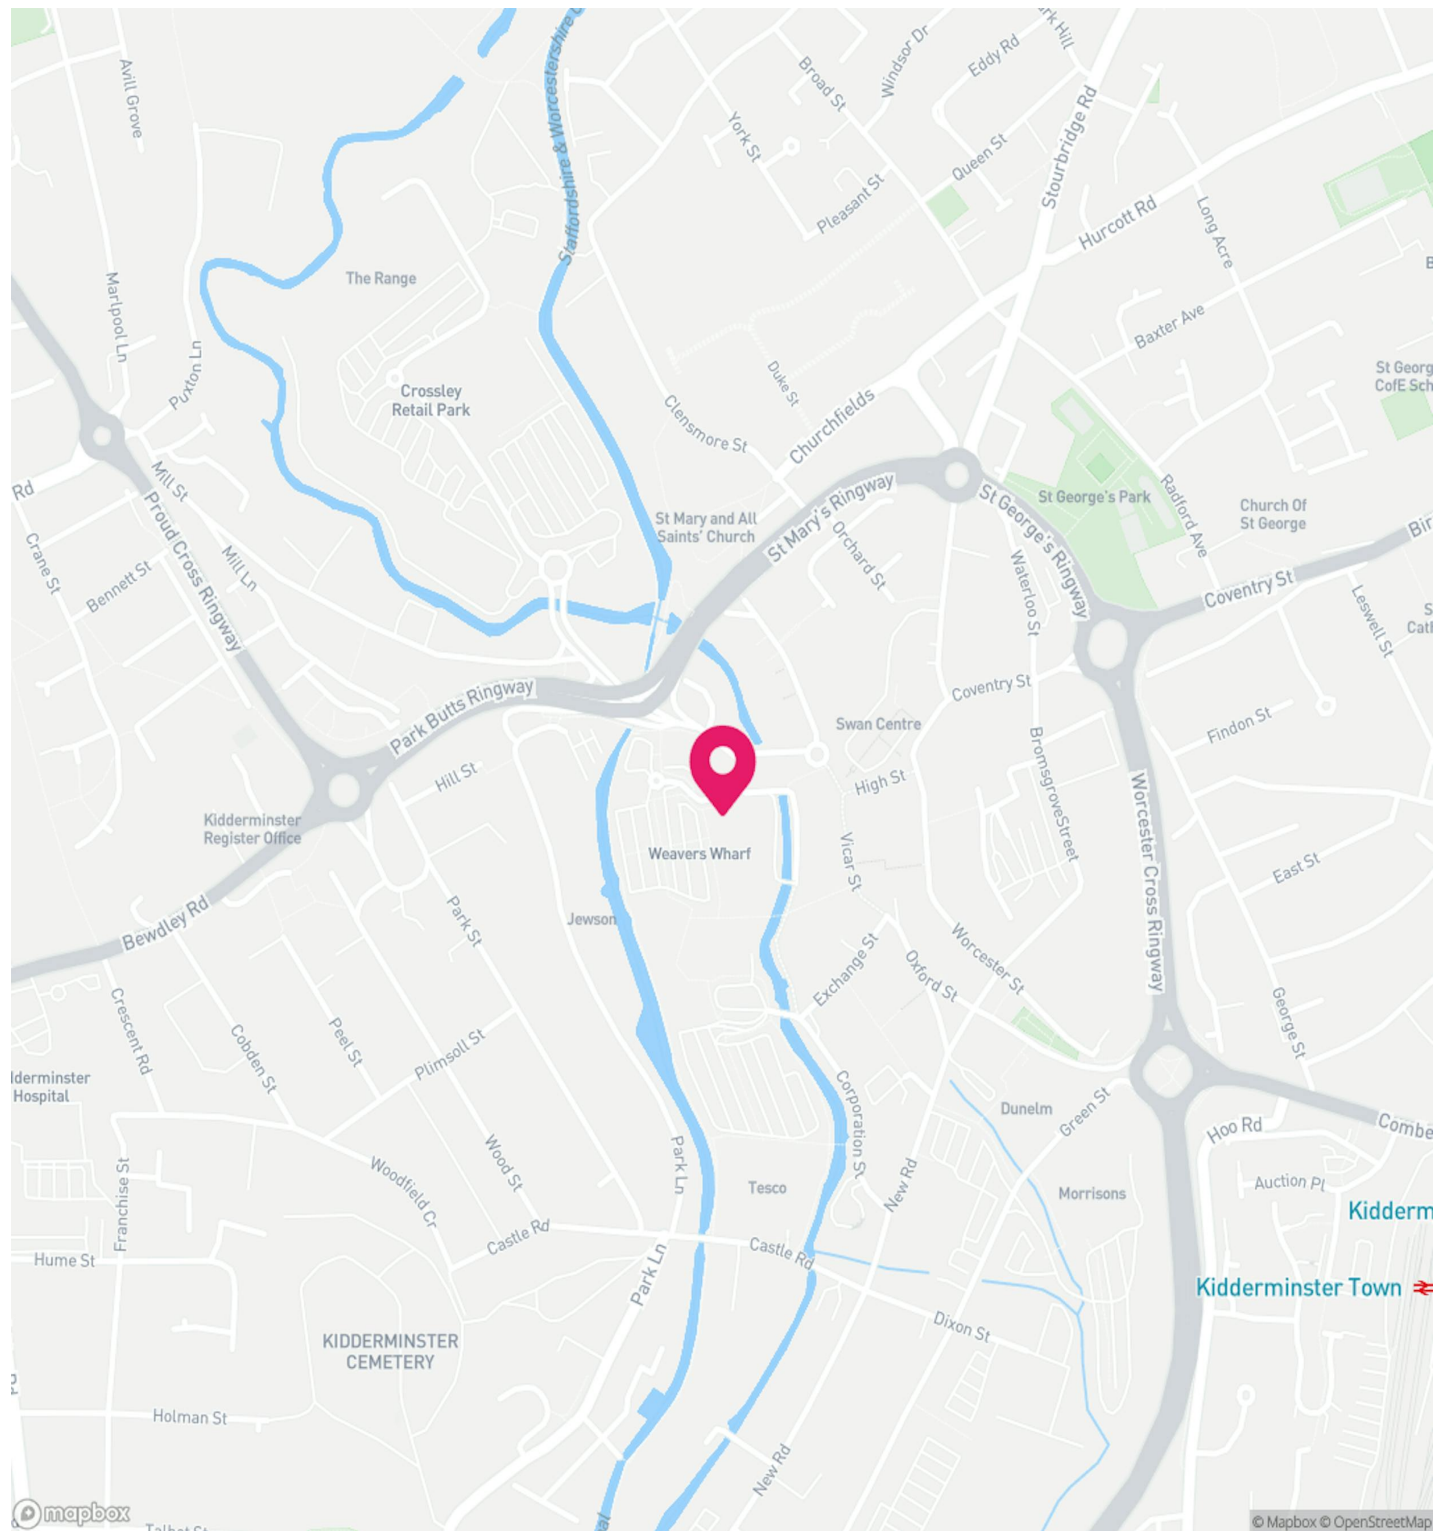 Avill Grove
Staffordshire & Worcestershire
Windsor Dr
Eddy Rd
Broad St
York St
Queen St
Stourbridge Rd
Pleasant St
Hurcott Rd
Long Acre
The Range
Marlpool Ln
Puxton Ln
Baxter Ave
Crossley
Retail Park
Duke St
Clensmore St
Churchfields
St Georg
CofE Sch
Rd
Mill St
St Mary's Ringway
St George's Ringway
St George's Park
Radford Ave
Church Of
St George
Bir
St Mary and All
Saints' Church
Orchard St
Crane St
Bennett St
Proud Cross Ringway
Mill Ln
Waterloo St
Coventry St
Leswell St
S
Cath
Park Butts Ringway
Coventry St
Swan Centre
Findon St
Hill St
High St
Bromsgrove Street
Worcester Cross Ringway
Kidderminster
Register Office
Weavers Wharf
Vicar St
East St
Bewdley Rd
Park St
Jewson
Exchange St
Oxford St
Worcester St
Crescent Rd
Cobden St
Peel St
Plimsoll St
George St
dderminster
Hospital
Corporation St
Dunelm
Green St
Hoo Rd
Combe
Franchise St
Woodfield Cr
Wood St
Park Ln
Tesco
New Rd
Morrisons
Auction Pl
Kidderm
Hume St
Castle Rd
Castle Rd
Park Ln
Kidderminster Town
Dixon St
KIDDERMINSTER
CEMETERY
Holman St
New Rd
mapbox
Talbot St
© Mapbox © OpenStreetMap